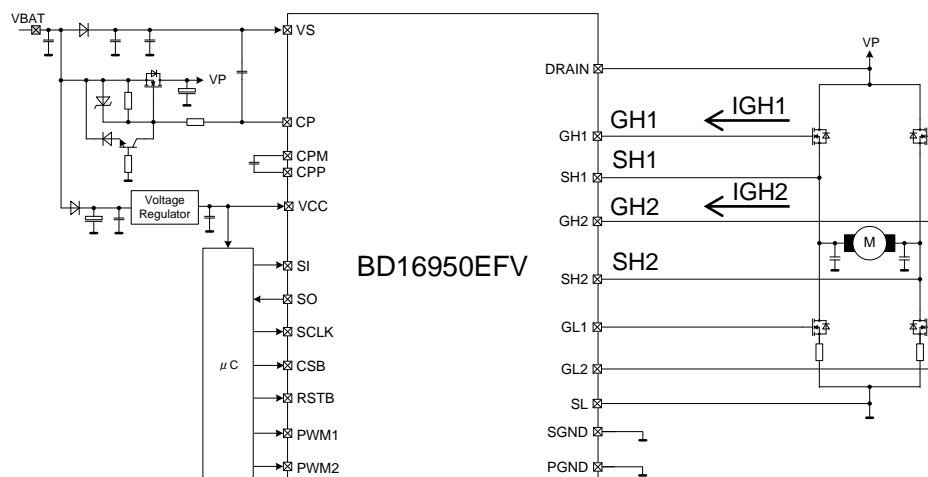 VBAT
VS
VP
VP
DRAIN
CP
GH1
IGH1
GH1
CPM
CPP
SH1
SH1
IGH2
Voltage
Regulator
VCC
GH2
GH2
M
SI
BD16950EFV
SH2
SH2
SO
SCLK
GL1
μC
CSB
GL2
RSTB
SL
PWM1
SGND
PWM2
PGND